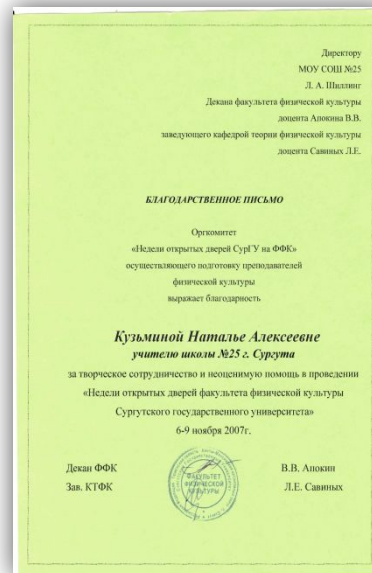 Директору
МОУ СОШ №25
Л. А. Шиллинг
Декана факультета физической культуры
доцента Апокина В.В.
заведующего кафедрой теории физической культуры
доцента Савиных Л.Е.
БЛАГОДАРСТВЕННОЕ ПИСЬМО
Оргкомитет
«Недели открытых дверей СурГУ на ФФК»
осуществляющего подготовку преподавателей
физической культуры
выражает благодарность
Кузьминой Наталье Алексеевне
учителю школы №25 г. Сургута
за творческое сотрудничество и неоценимую помощь в проведении
«Недели открытых дверей факультета физической культуры
Сургутского государственного университета»
6-9 ноября 2007г.
Декан ФФК В.В. Апокин
Зав. КТФК Л.Е. Савиных
ФАКУЛЬТЕТ
ФИЗИЧЕСКОЙ
КУЛЬТУРЫ